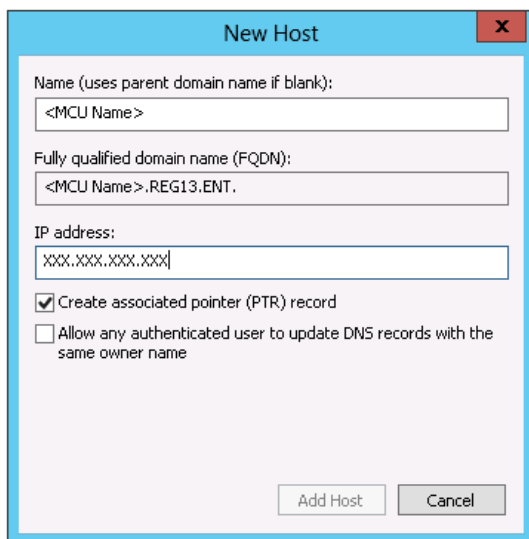 New Host
x
Name (uses parent domain name if blank):
<MCU Name>
Fully qualified domain name (FQDN):
<MCU Name>.REG13.ENT.
IP address:
XXX.XXX.XXX.XXX
Create associated pointer (PTR) record
Allow any authenticated user to update DNS records with the
same owner name
Add Host Cancel